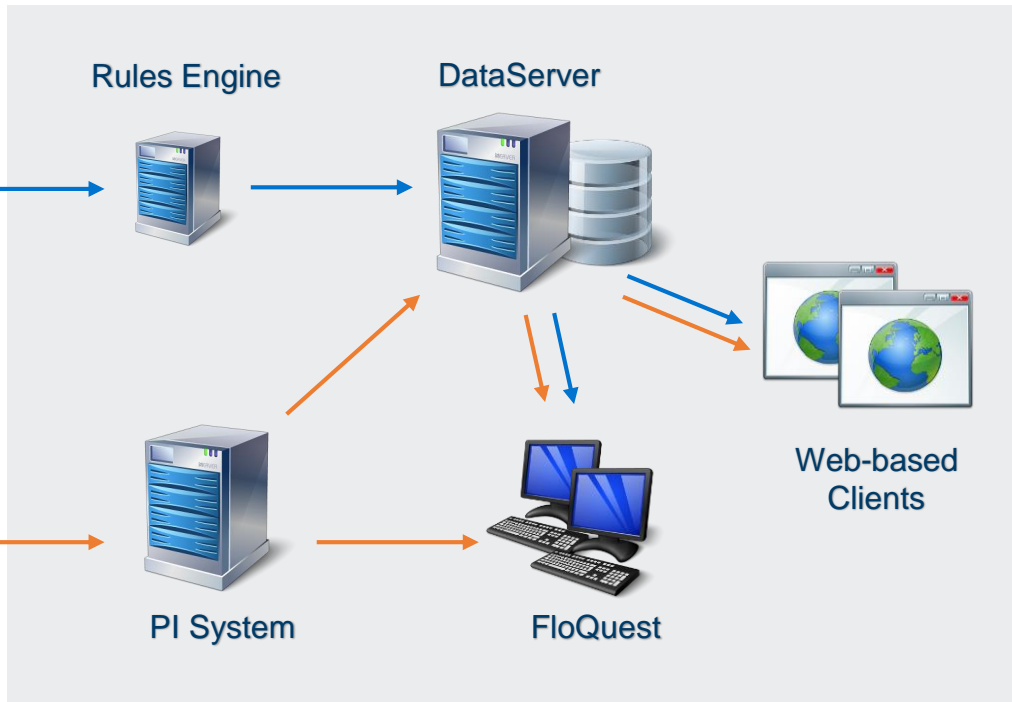 Rules Engine
DataServer
Web-based
Clients
PI System
FloQuest